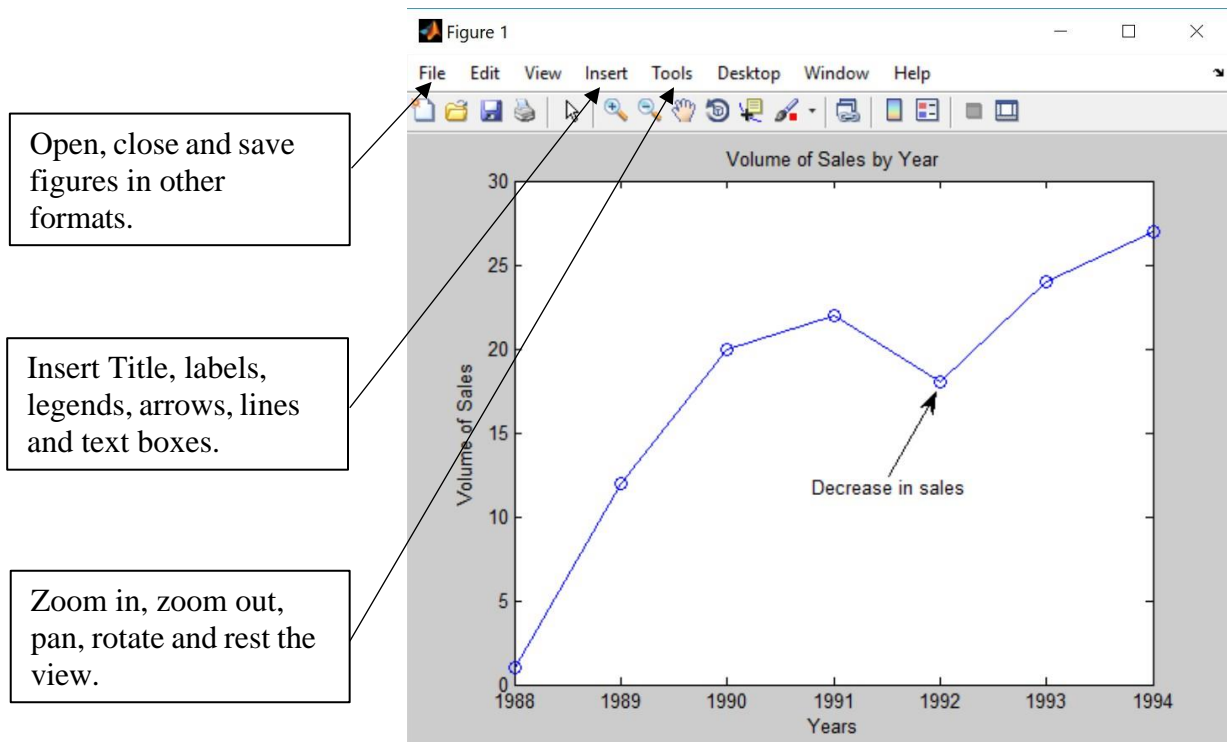 Figure 1
File Edit View Insert Tools Desktop Window Help
Open, close and save
figures in other
formats.
Insert Title, labels,
legends, arrows, lines
and text boxes.
Zoom in, zoom out,
pan, rotate and rest the
view.
Volume of Sales by Year
30
25
20
15
10
5
0
Volume of Sales
Decrease in sales
1988 1989 1990 1991 1992 1993 1994
Years